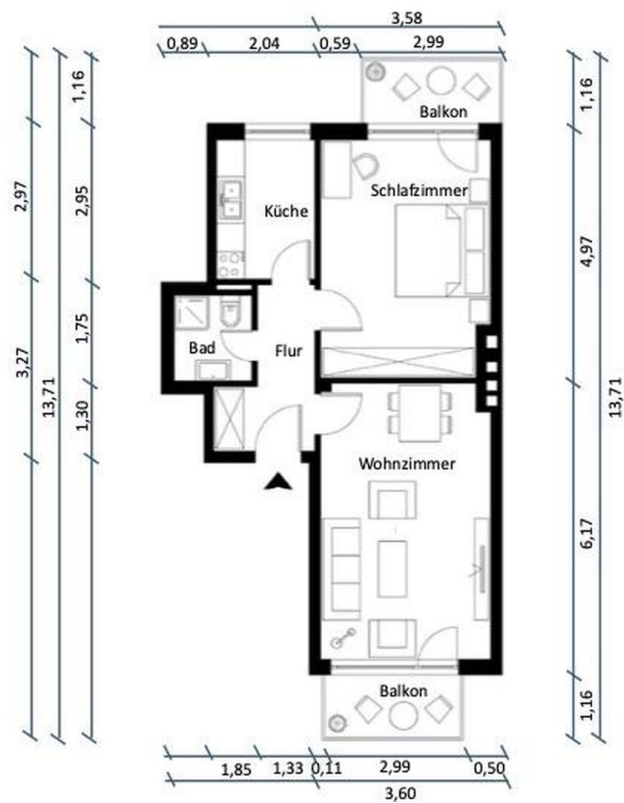 3,58
0,89 2,04 0,59 2,99
1,16
1,16
Balkon
2,97
2,95
Küche
Schlafzimmer
4,97
1,75
Bad
Flur
3,27
13,71
1,30
13,71
Wohnzimmer
6,17
Balkon
1,16
1,85 1,33 0,11 2,99 0,50
3,60